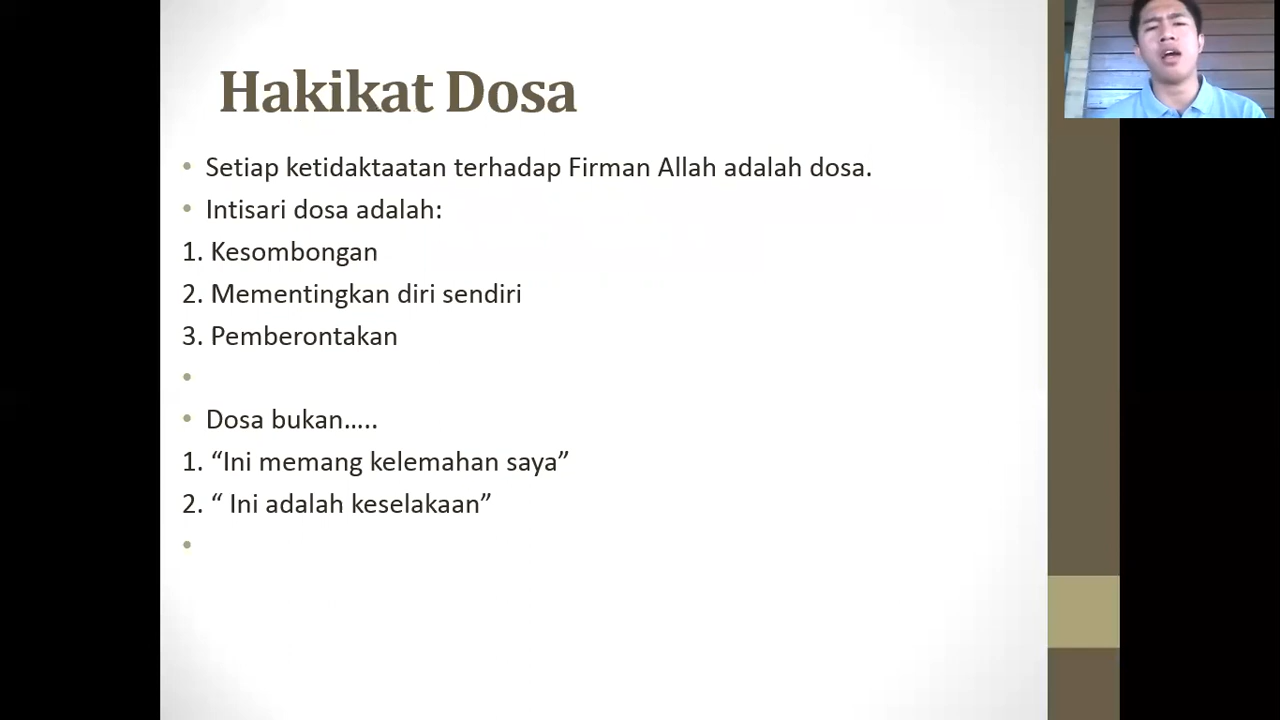 Hakikat Dosa
• Setiap ketidaktaatan terhadap Firman Allah adalah dosa.
• Intisari dosa adalah:
1. Kesombongan
2. Mementingkan diri sendiri
3. Pemberontakan
•
• Dosa bukan…..
1. “Ini memang kelemahan saya”
2. “ Ini adalah keselakaan”
•